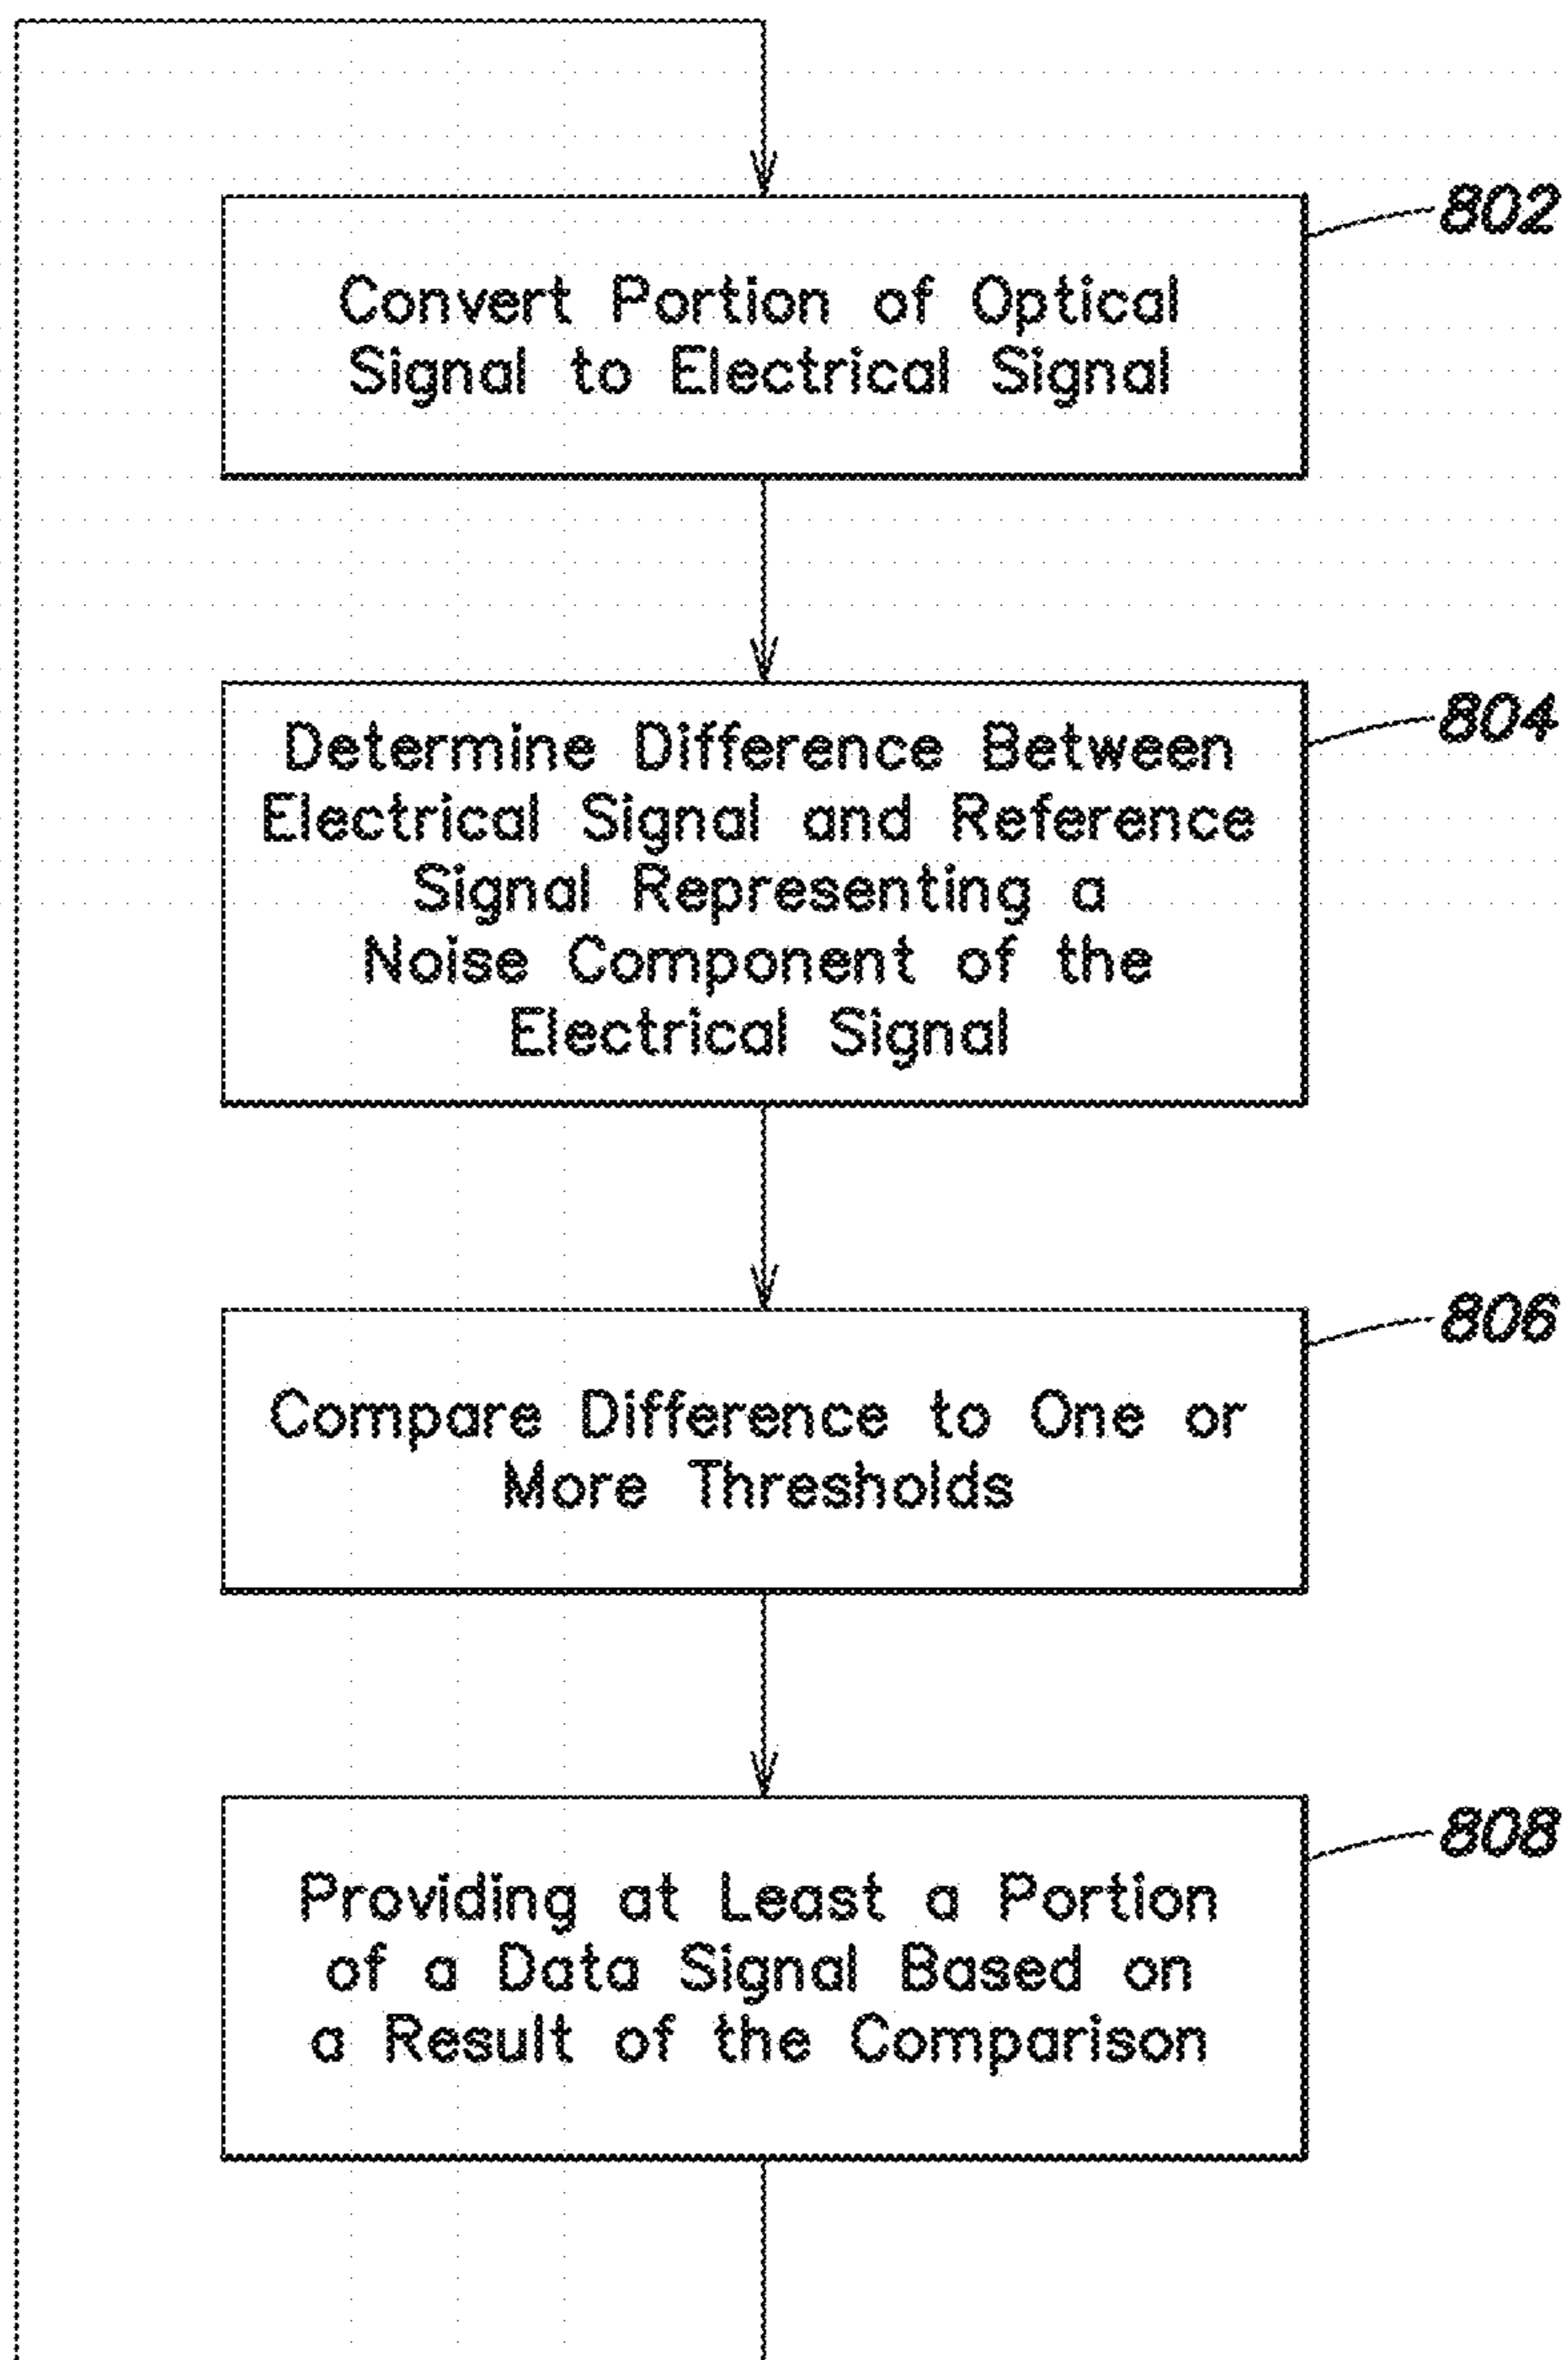 802
Convert Portion of Optical
Signal to Electrical Signal
804
Determine Difference Between
Electrical Signal and Reference
Signal Representing a
Noise Component of the
Electrical Signal
806
Compare Difference to One or
More Thresholds
808
Providing at Least a Portion
of a Data Signal Based on
a Result of the Comparison